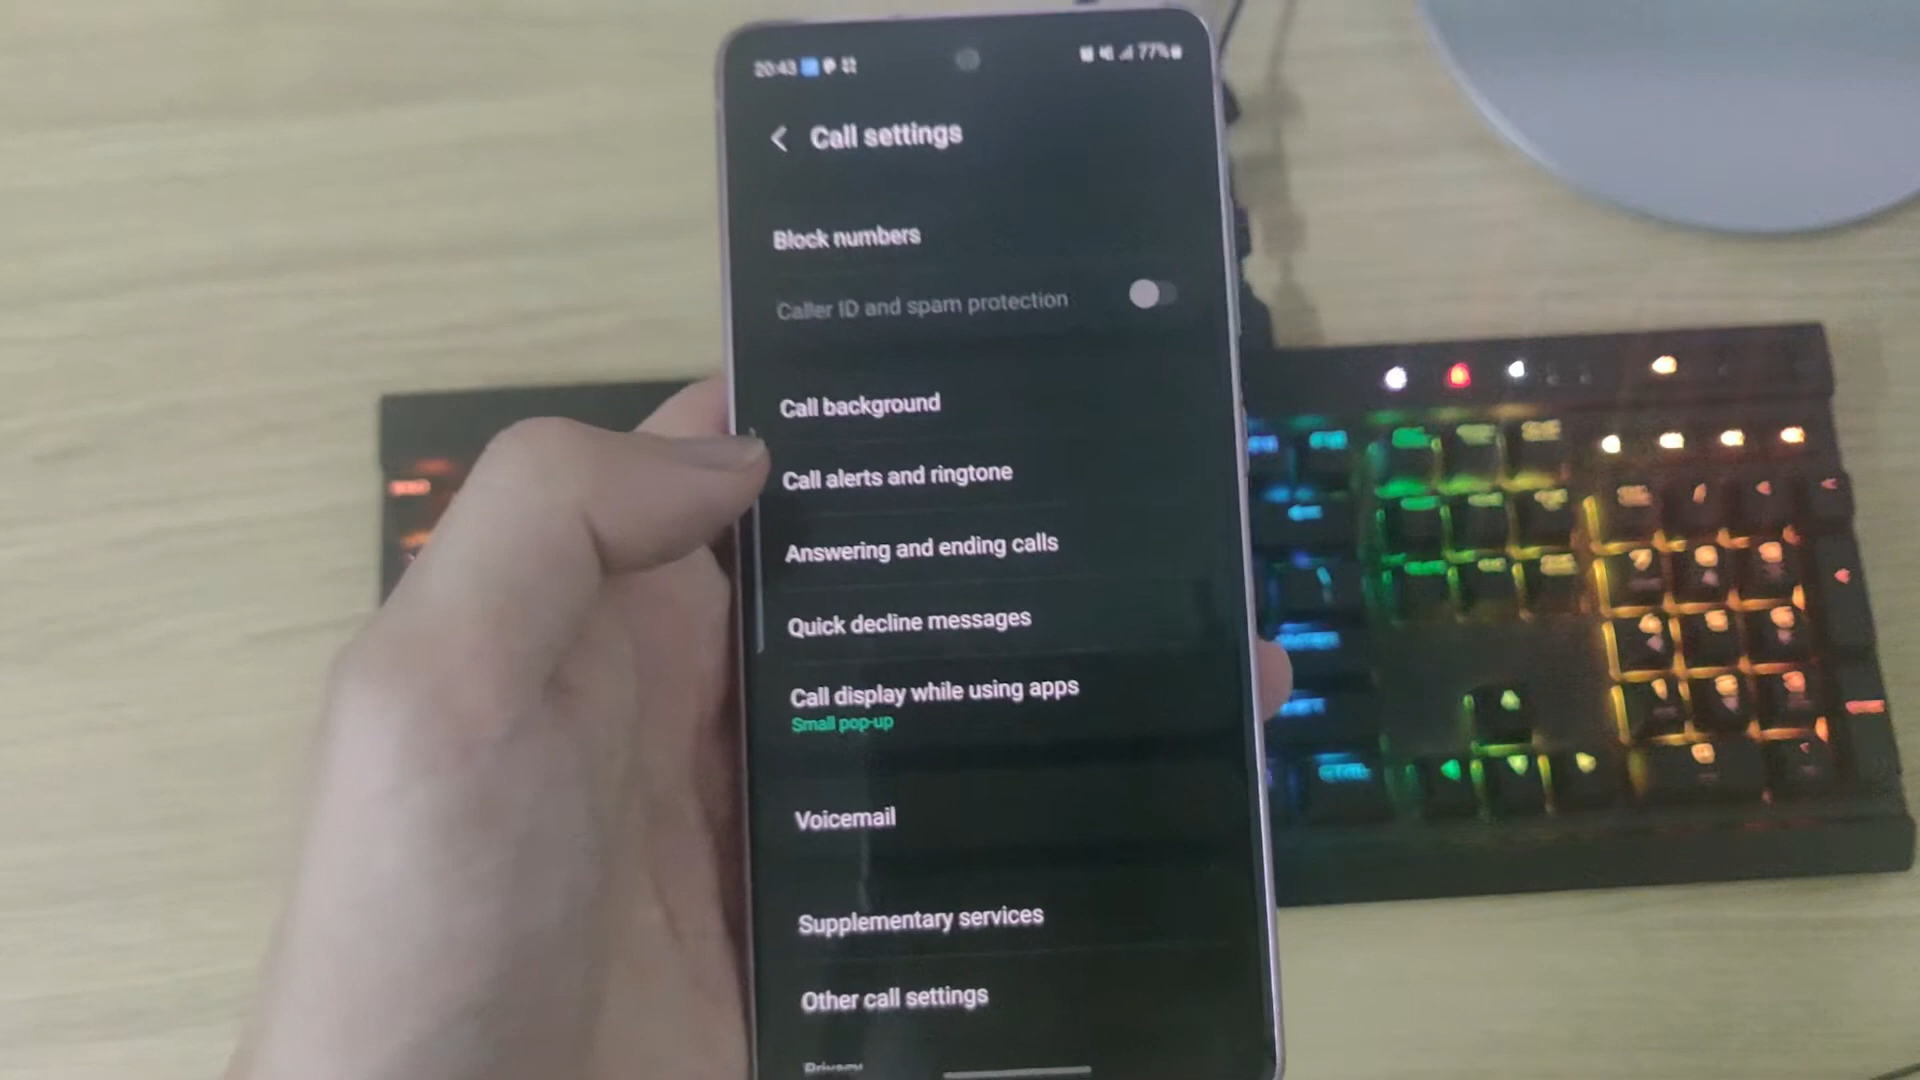 20:43
77%
Call settings
Block numbers
Caller ID and spam protection
Call background
Call alerts and ringtone
Answering and ending calls
Quick decline messages
Call display while using apps
Small pop-up
Voicemail
Supplementary services
Other call settings
Privacy
CTRL